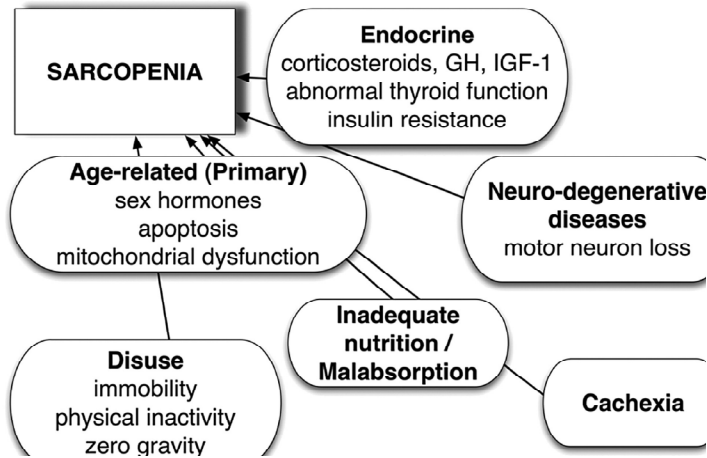 SARCOPENIA
Endocrine
corticosteroids, GH, IGF-1
abnormal thyroid function
insulin resistance
Age-related (Primary)
sex hormones
apoptosis
mitochondrial dysfunction
Neuro-degenerative
diseases
motor neuron loss
Inadequate
nutrition /
Malabsorption
Disuse
immobility
physical inactivity
zero gravity
Cachexia